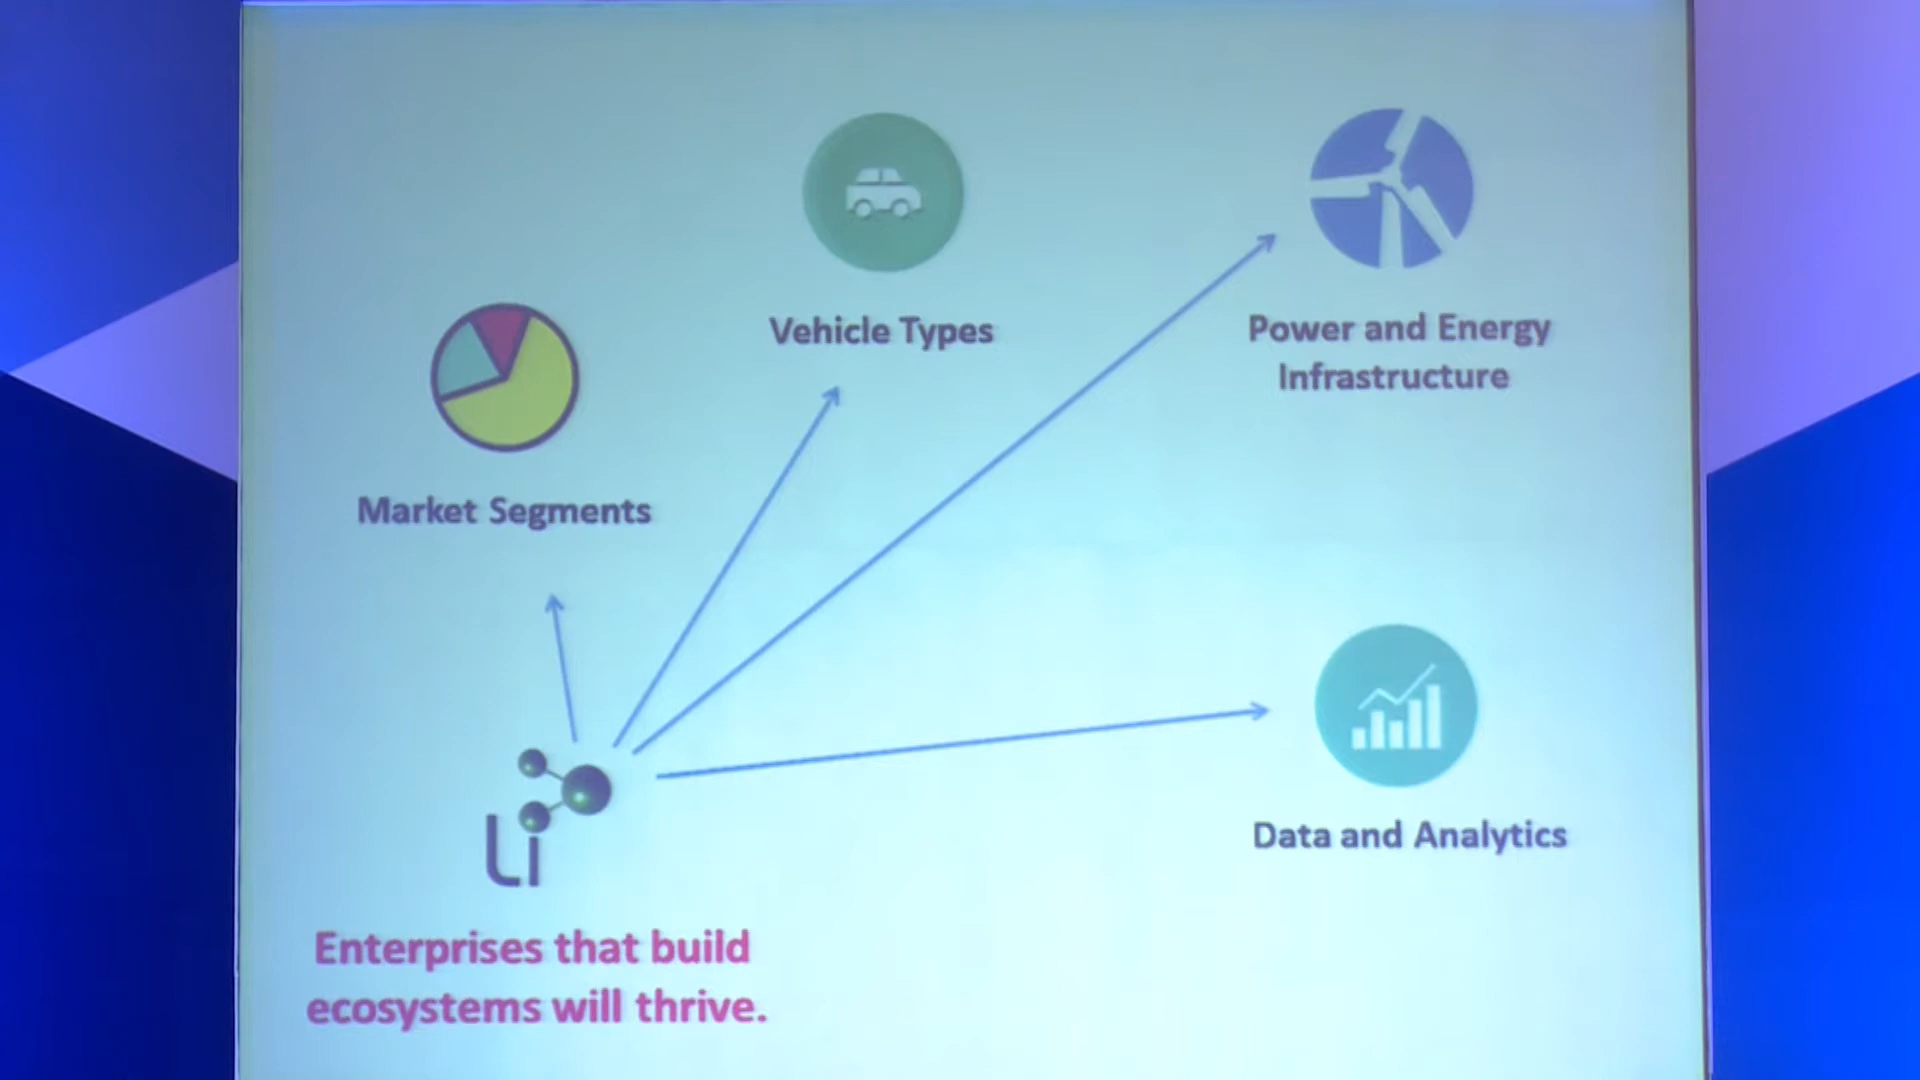 Vehicle Types
Power and Energy
Infrastructure
Market Segments
Li
Data and Analytics
Enterprises that build
ecosystems will thrive.